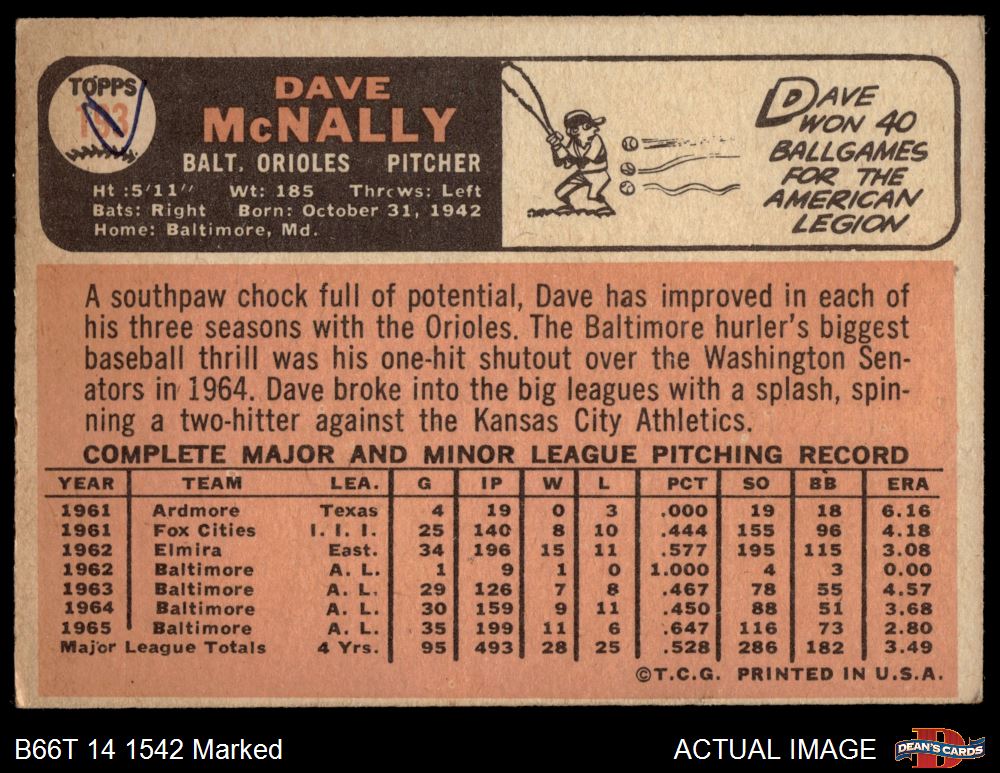 TOPPS
193
DAVE
McNALLY
BALT. ORIOLES PITCHER
Ht :5'11" Wt: 185 Throws: Left
Bats: Right Born: October 31, 1942
Home: Baltimore, Md.
DAVE
WON 40
BALLGAMES
FOR THE
AMERICAN
LEGION
A southpaw chock full of potential, Dave has improved in each of
his three seasons with the Orioles. The Baltimore hurler's biggest
baseball thrill was his one-hit shutout over the Washington Sen-
ators in 1964. Dave broke into the big leagues with a splash, spin-
ning a two-hitter against the Kansas City Athletics.
COMPLETE MAJOR AND MINOR LEAGUE PITCHING RECORD
YEAR TEAM LEA. G IP W L PCT SO BB ERA
1961 Ardmore Texas 4 19 0 3 .000 19 18 6.16
1961 Fox Cities I. I. I. 25 140 8 10 .444 155 96 4.18
1962 Elmira East. 34 196 15 11 .577 195 115 3.08
1962 Baltimore A. L. 1 9 1 0 1.000 4 3 0.00
1963 Baltimore A. L. 29 126 7 8 .467 78 55 4.57
1964 Baltimore A. L. 30 159 9 11 .450 88 51 3.68
1965 Baltimore A. L. 35 199 11 6 .647 116 73 2.80
Major League Totals 4 Yrs. 95 493 28 25 .528 286 182 3.49
©T.C.G. PRINTED IN U.S.A.
B66T 14 1542 Marked
ACTUAL IMAGE
DEAN'S CARDS